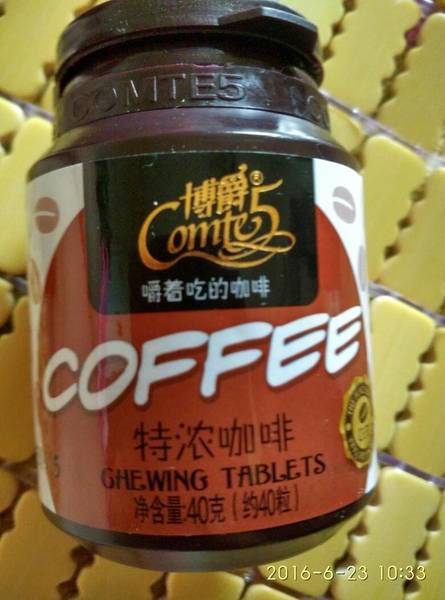 COMTE5
博爵®
Comte5
嚼着吃的咖啡
COFFEE
特浓咖啡
CHEWING TABLETS
净含量:40克(约40粒)
2016-6-23 10:33